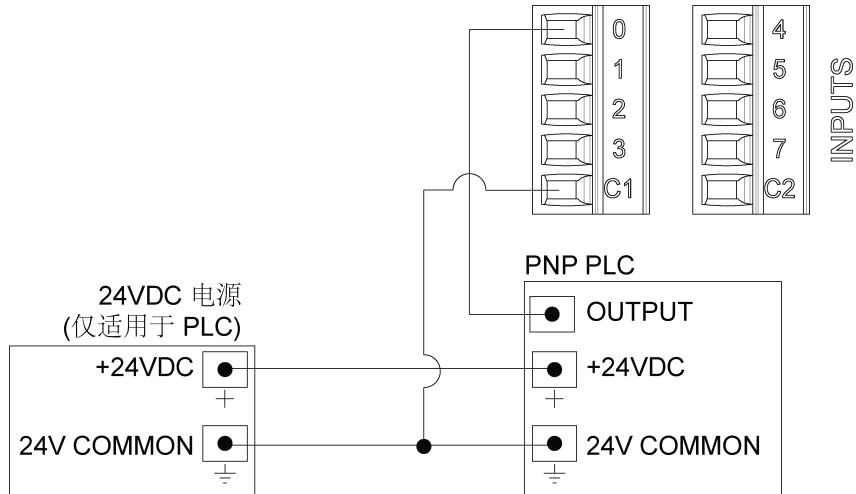 0
1
2
3
C1
4
5
6
7
C2
INPUTS
PNP PLC
OUTPUT
+24VDC
24V COMMON
24VDC 电源
(仅适用于 PLC)
+24VDC
24V COMMON